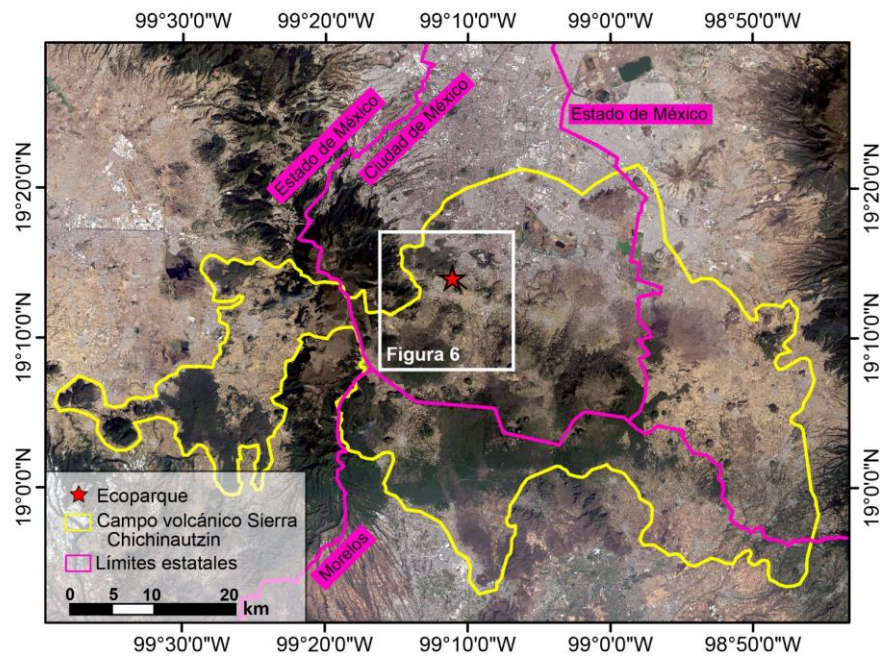 99°30'0"W 99°20'0"W 99°10'0"W 99°0'0"W 98°50'0"W
Estado de México
Ciudad de México
Estado de México
19°20'0"N
19°20'0"N
19°10'0"N
19°10'0"N
Figura 6
19°0'0"N
19°0'0"N
Morelos
Ecoparque
Campo volcánico Sierra
Chichinautzin
Límites estatales
0 5 10 20
km
99°30'0"W 99°20'0"W 99°10'0"W 99°0'0"W 98°50'0"W